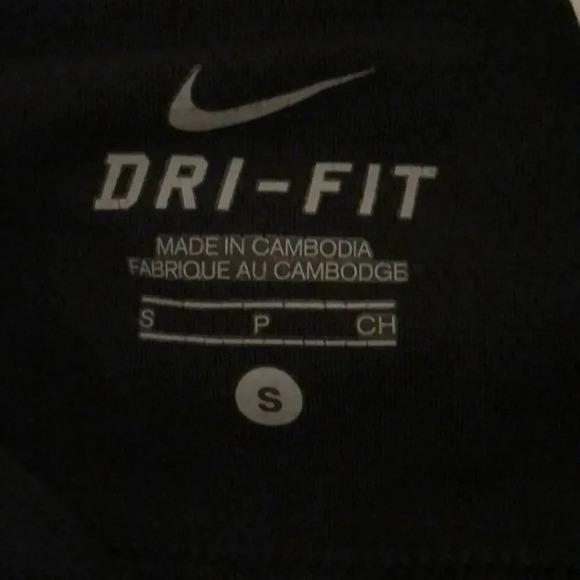 DRI-FIT
MADE IN CAMBODIA
FABRIQUE AU CAMBODGE
S P CH
S